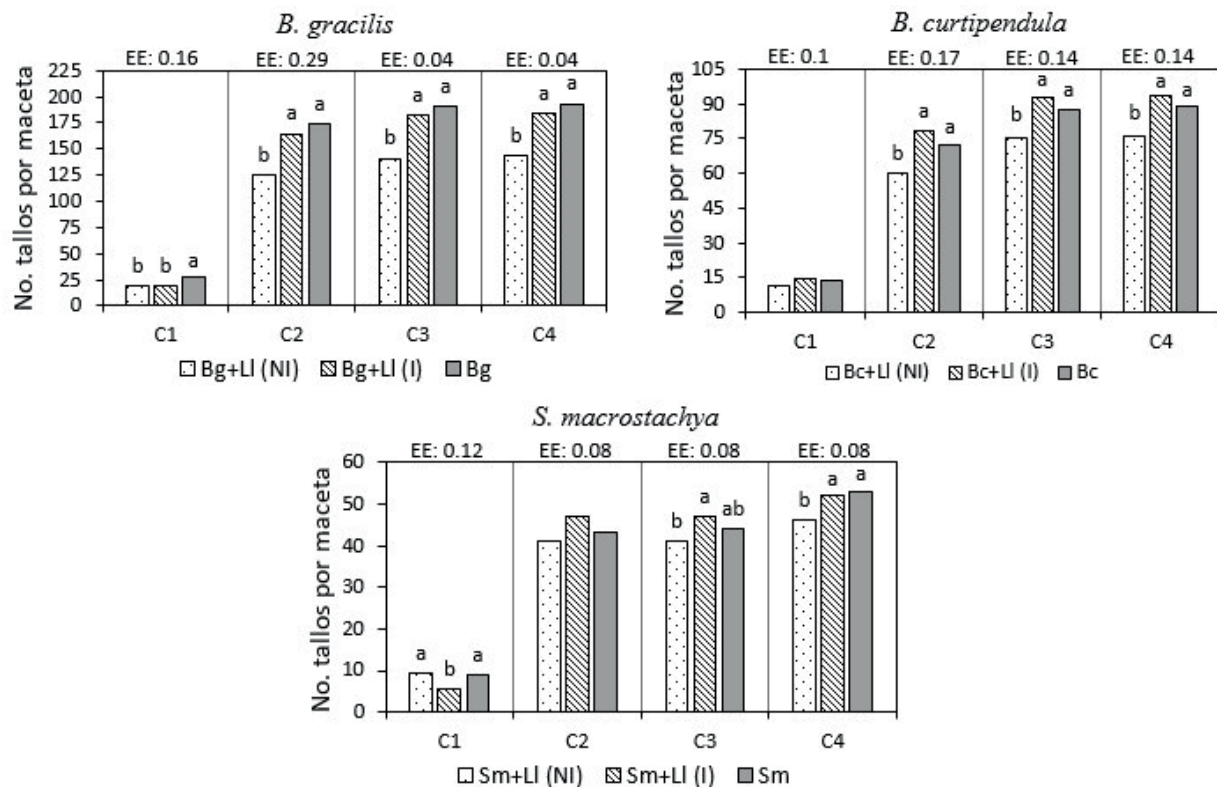 B. gracilis
EE: 0.16 EE: 0.29 EE: 0.04 EE: 0.04
No. tallos por maceta
225
200
175
150
125
100
75
50
25
0
b b a b a a b a a b a a
C1 C2 C3 C4
Bg+Ll (NI) Bg+Ll (I) Bg
B. curtipendula
EE: 0.1 EE: 0.17 EE: 0.14 EE: 0.14
No. tallos por maceta
105
90
75
60
45
30
15
0
b a a b a a b a a
C1 C2 C3 C4
Bc+Ll (NI) Bc+Ll (I) Bc
S. macrostachya
EE: 0.12 EE: 0.08 EE: 0.08 EE: 0.08
No. tallos por maceta
60
50
40
30
20
10
0
a b a b a ab b a a
C1 C2 C3 C4
Sm+Ll (NI) Sm+Ll (I) Sm